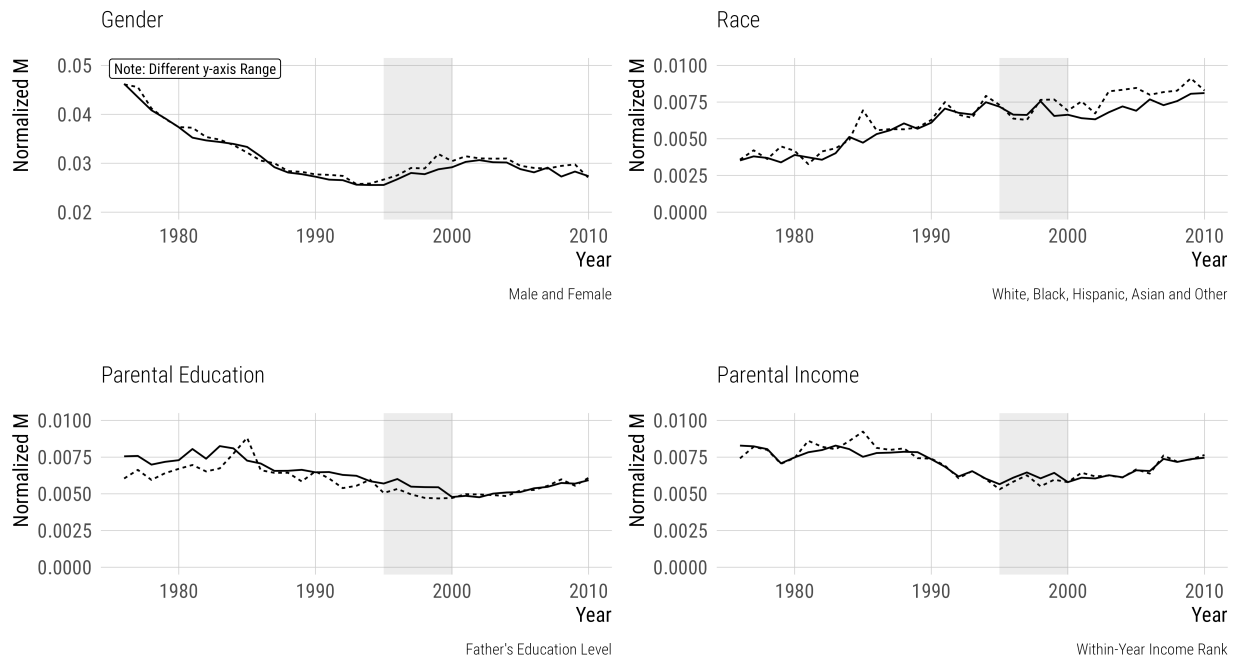 Gender
Normalized M
0.05
0.04
0.03
0.02
Note: Different y-axis Range
1980 1990 2000 2010
Year
Male and Female
Race
Normalized M
0.0100
0.0075
0.0050
0.0025
0.0000
1980 1990 2000 2010
Year
White, Black, Hispanic, Asian and Other
Parental Education
Normalized M
0.0100
0.0075
0.0050
0.0025
0.0000
1980 1990 2000 2010
Year
Father's Education Level
Parental Income
Normalized M
0.0100
0.0075
0.0050
0.0025
0.0000
1980 1990 2000 2010
Year
Within-Year Income Rank